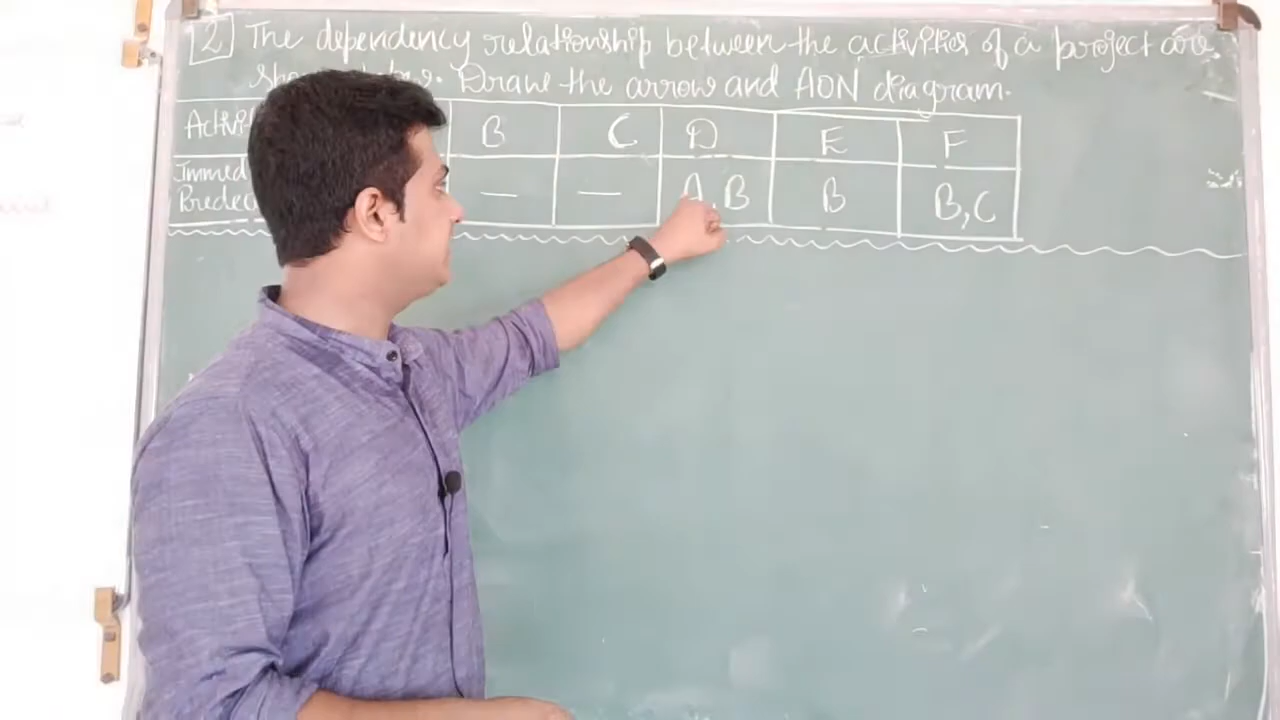 2 The dependency relationship between the activities of a project are
Draw the arrow and AON diagram.
B C D E F
— — A,B B B,C